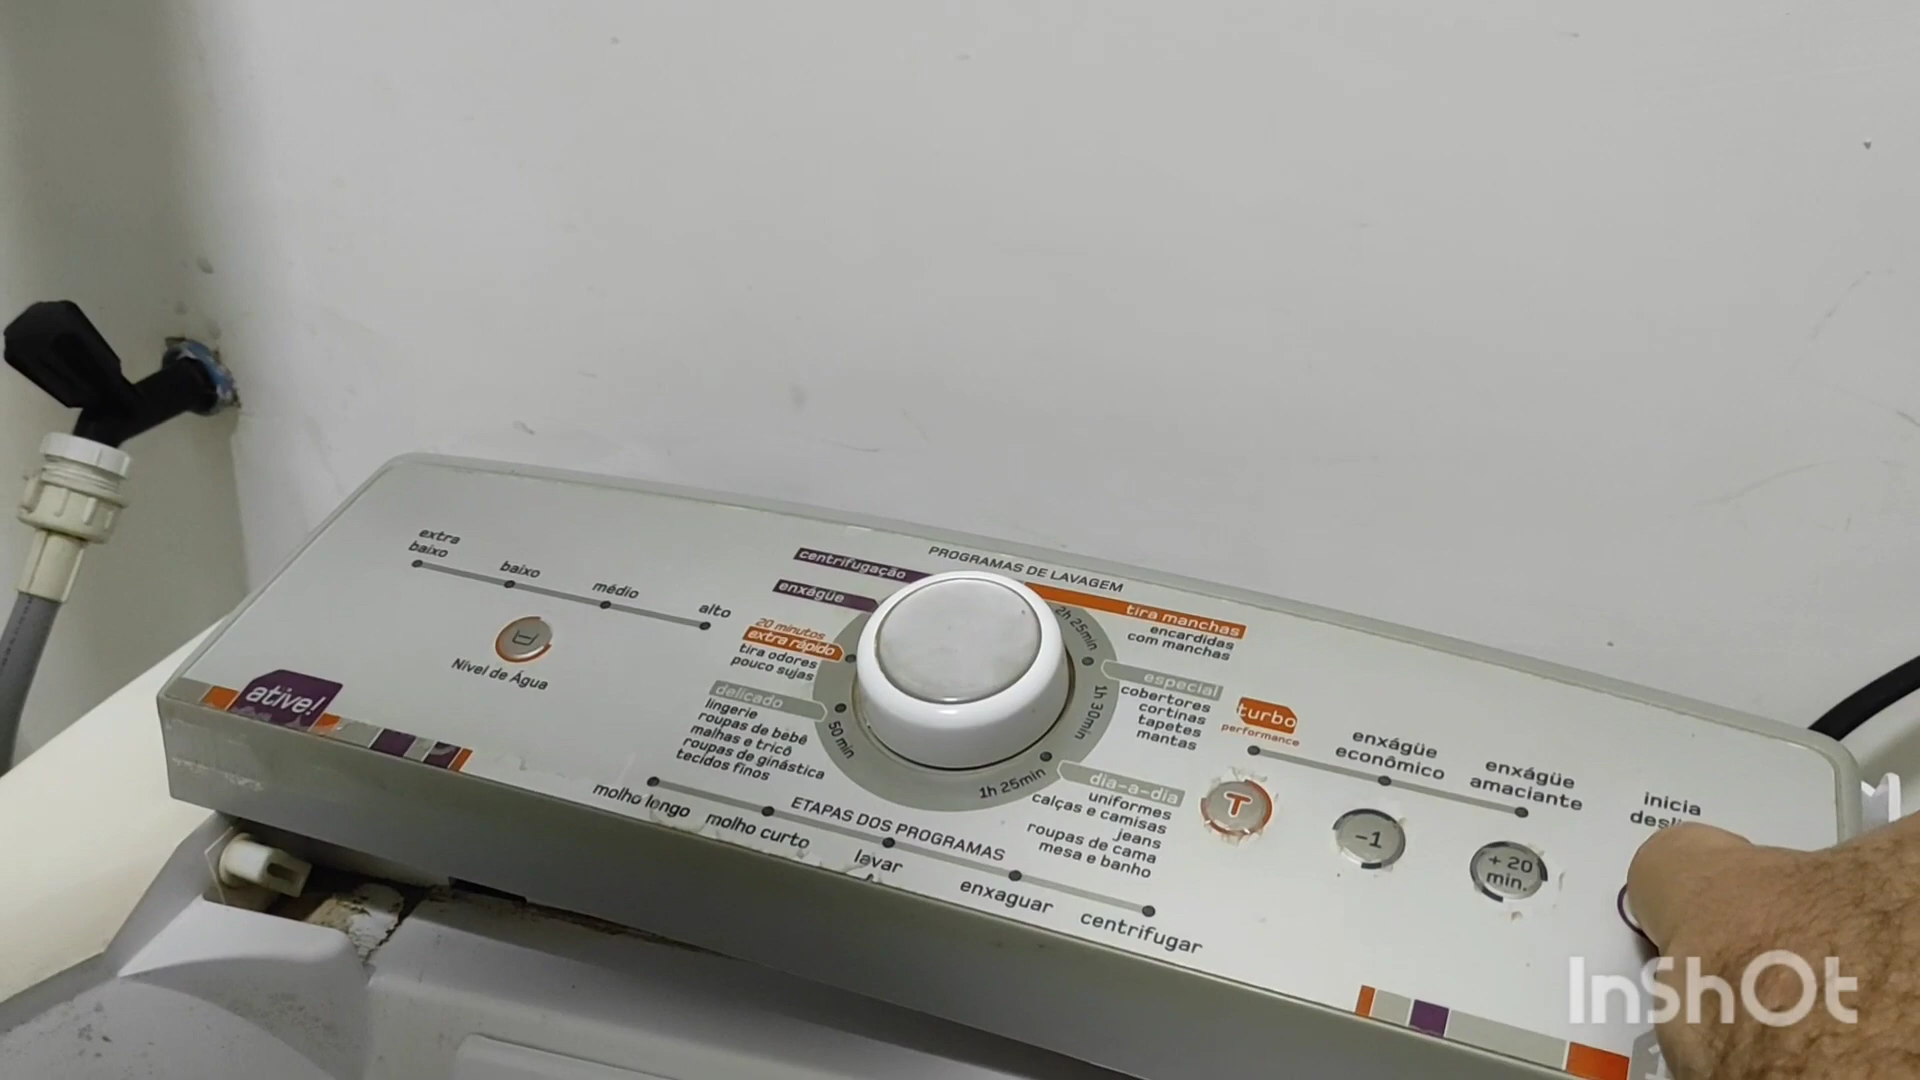 extra
baixo
baixo
médio
alto
Nível de Água
ative!
PROGRAMAS DE LAVAGEM
centrifugação
enxágüe
20 minutos
extra rápido
tira odores
pouco sujas
delicado
lingerie
roupas de bebê
malhas e tricô
roupas de ginástica
tecidos finos
50 min
2h 25min
tira manchas
encardidas
com manchas
1h 30min
especial
cobertores
cortinas
tapetes
mantas
1h 25min
dia-a-dia
uniformes
calças e camisas
jeans
roupas de cama
mesa e banho
ETAPAS DOS PROGRAMAS
molho longo
molho curto
lavar
enxaguar
centrifugar
turbo
performance
T
enxágüe
econômico
-1
enxágüe
amaciante
+ 20
min.
inicia
InShOt